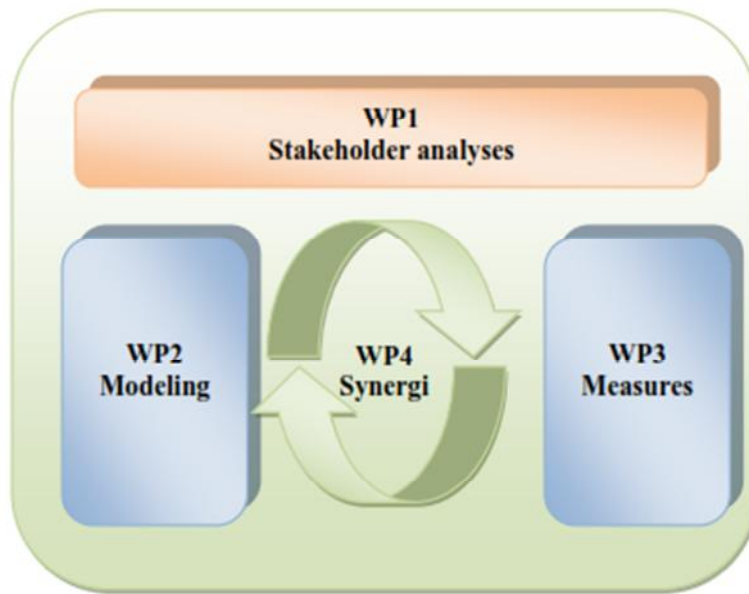 WP1
Stakeholder analyses
WP2
Modeling
WP4
Synergi
WP3
Measures